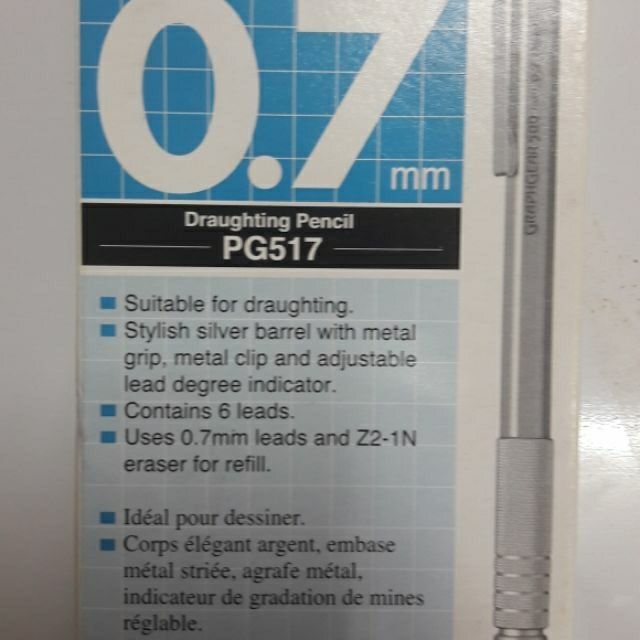 0.7
mm
Draughting Pencil
PG517
Suitable for draughting.
Stylish silver barrel with metal
grip, metal clip and adjustable
lead degree indicator.
Contains 6 leads.
Uses 0.7mm leads and Z2-1N
eraser for refill.
Idéal pour dessiner.
Corps élégant argent, embase
métal striée, agrafe métal,
indicateur de gradation de mines
réglable.
GRAPHGEAR 500